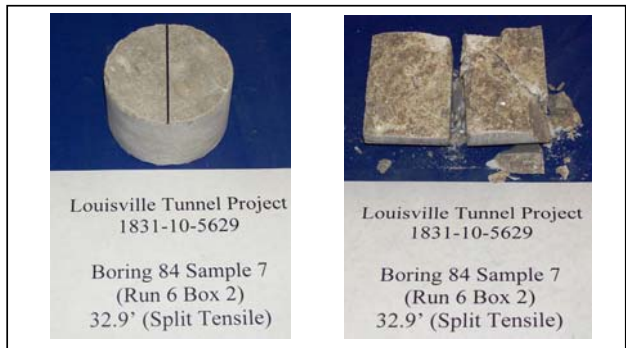 Louisville Tunnel Project
1831-10-5629
Boring 84 Sample 7
(Run 6 Box 2)
32.9' (Split Tensile)
Louisville Tunnel Project
1831-10-5629
Boring 84 Sample 7
(Run 6 Box 2)
32.9' (Split Tensile)